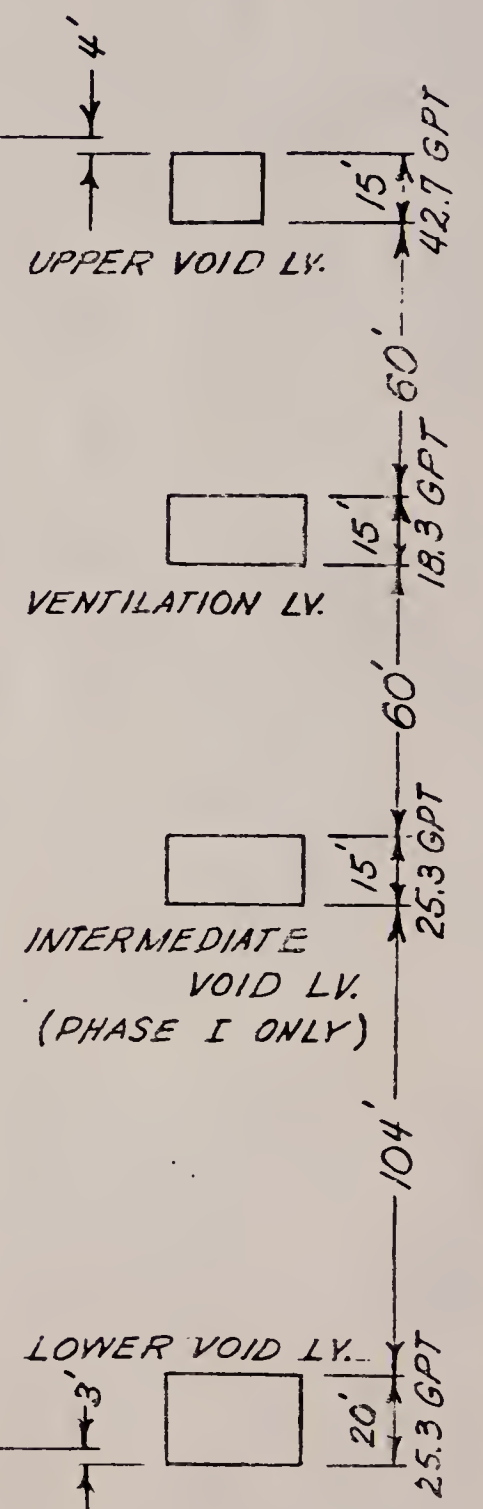 4'
15'
42.7 GPT
UPPER VOID LV.
60'
15'
18.3 GPT
VENTILATION LV.
60'
15'
25.3 GPT
INTERMEDIATE
VOID LV.
(PHASE I ONLY)
104'
LOWER VOID LV.
3'
20'
25.3 GPT